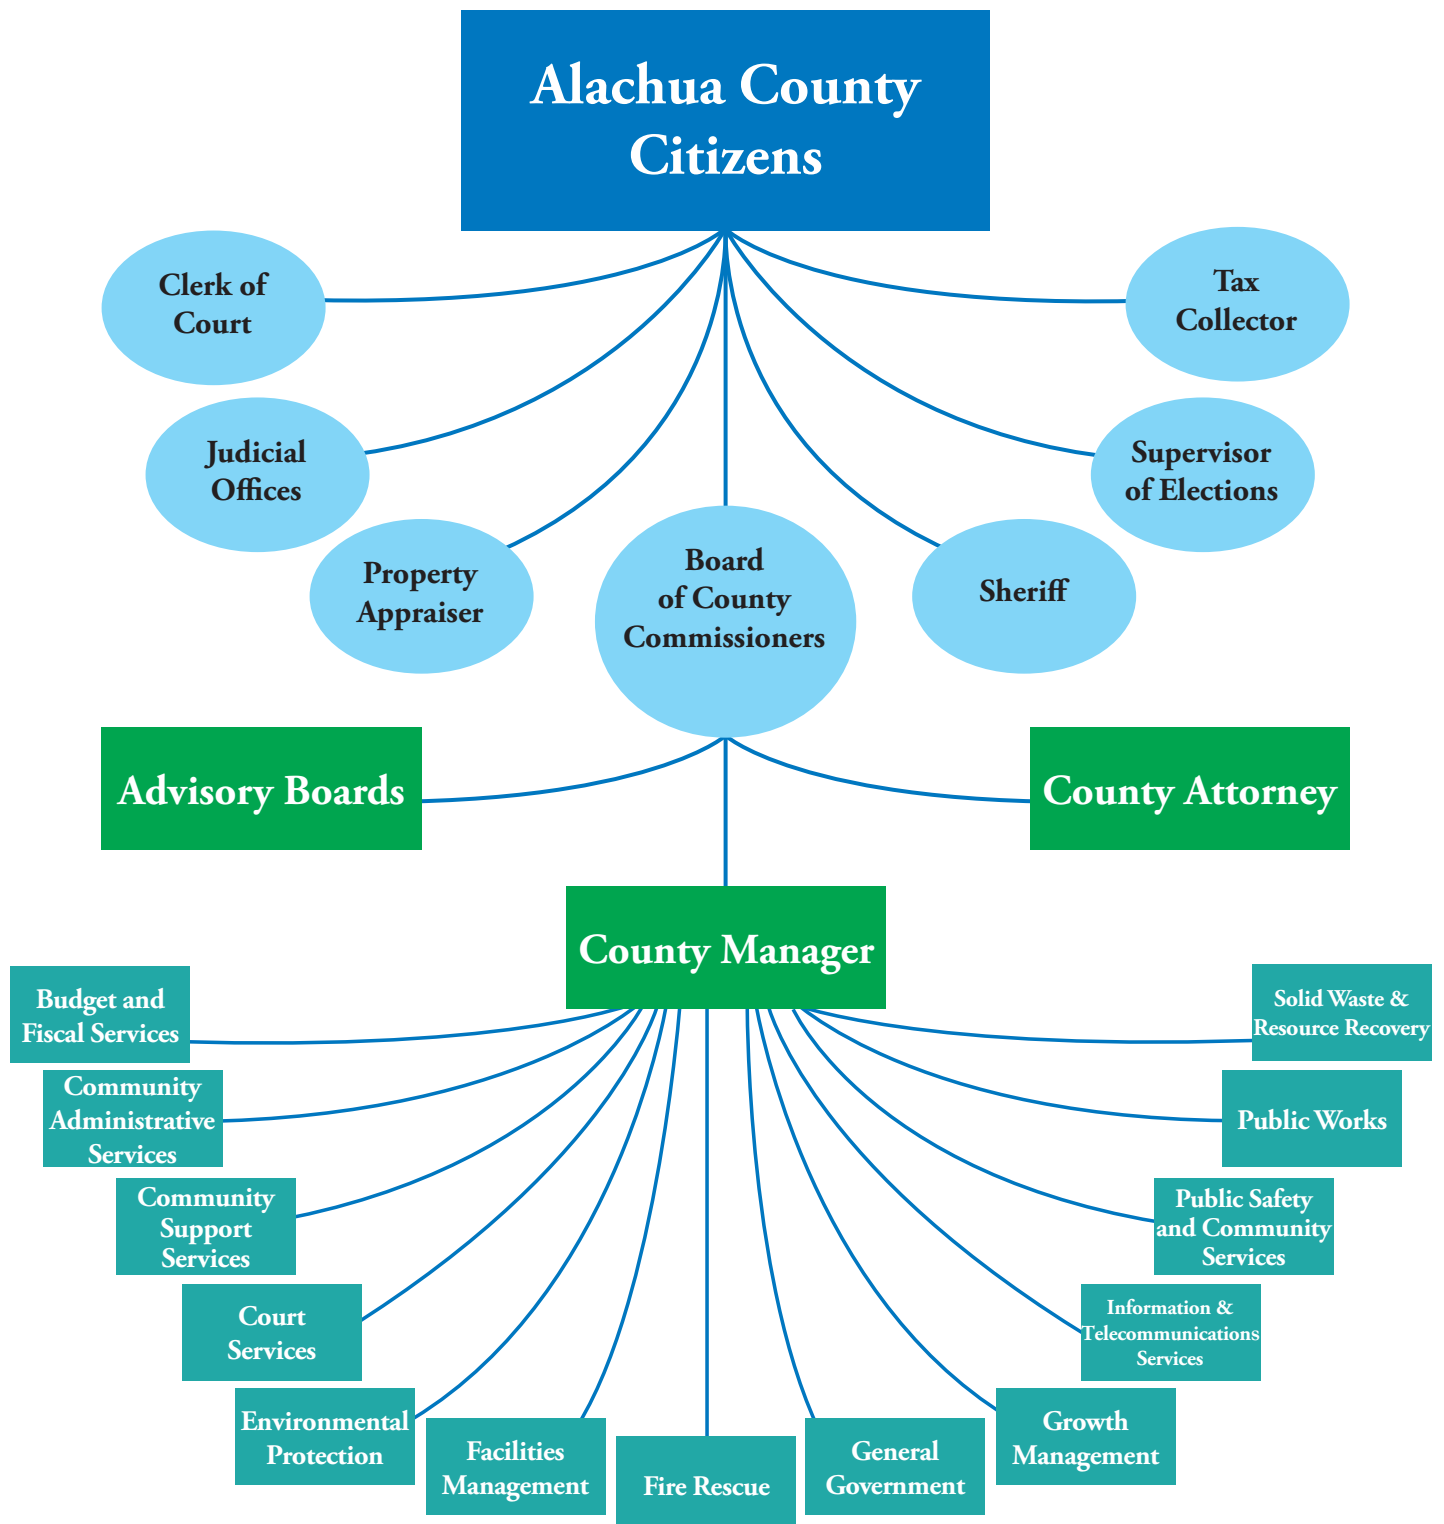 Alachua County
Citizens
Clerk of
Court
Tax
Collector
Judicial
Offices
Supervisor
of Elections
Property
Appraiser
Board
of County
Commissioners
Sheriff
Advisory Boards
County Attorney
County Manager
Budget and
Fiscal Services
Solid Waste &
Resource Recovery
Community
Administrative
Services
Public Works
Community
Support
Services
Public Safety
and Community
Services
Court
Services
Information &
Telecommunications
Services
Environmental
Protection
Facilities
Management
Fire Rescue
General
Government
Growth
Management